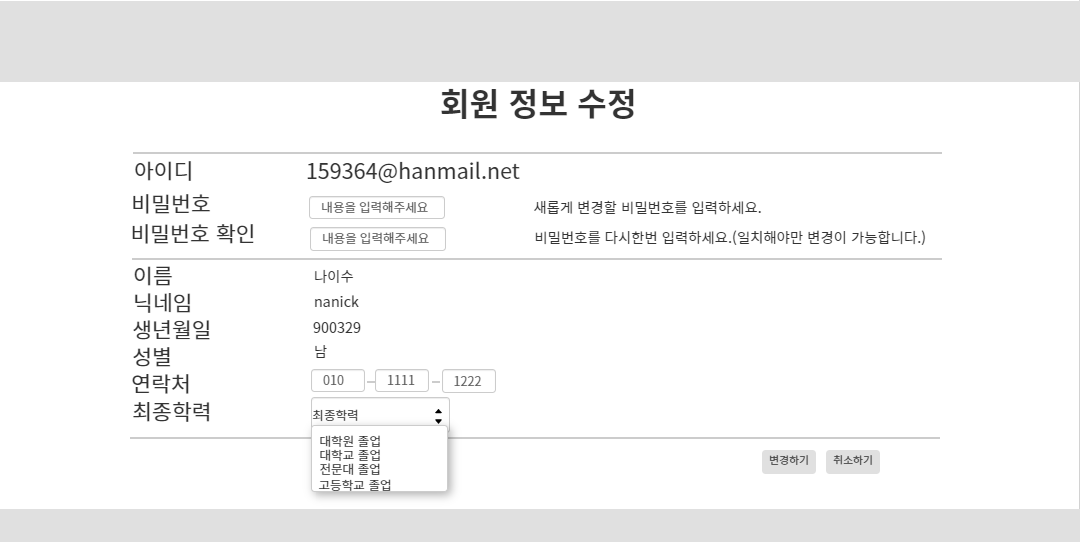 회원 정보 수정
아이디 159364@hanmail.net
비밀번호 내용을 입력해주세요 새롭게 변경할 비밀번호를 입력하세요.
비밀번호 확인 내용을 입력해주세요 비밀번호를 다시한번 입력하세요.(일치해야만 변경이 가능합니다.)
이름 나이수
닉네임 nanick
생년월일 900329
성별 남
연락처 010 – 1111 – 1222
최종학력 최종학력
대학원 졸업
대학교 졸업
전문대 졸업
고등학교 졸업
변경하기 취소하기